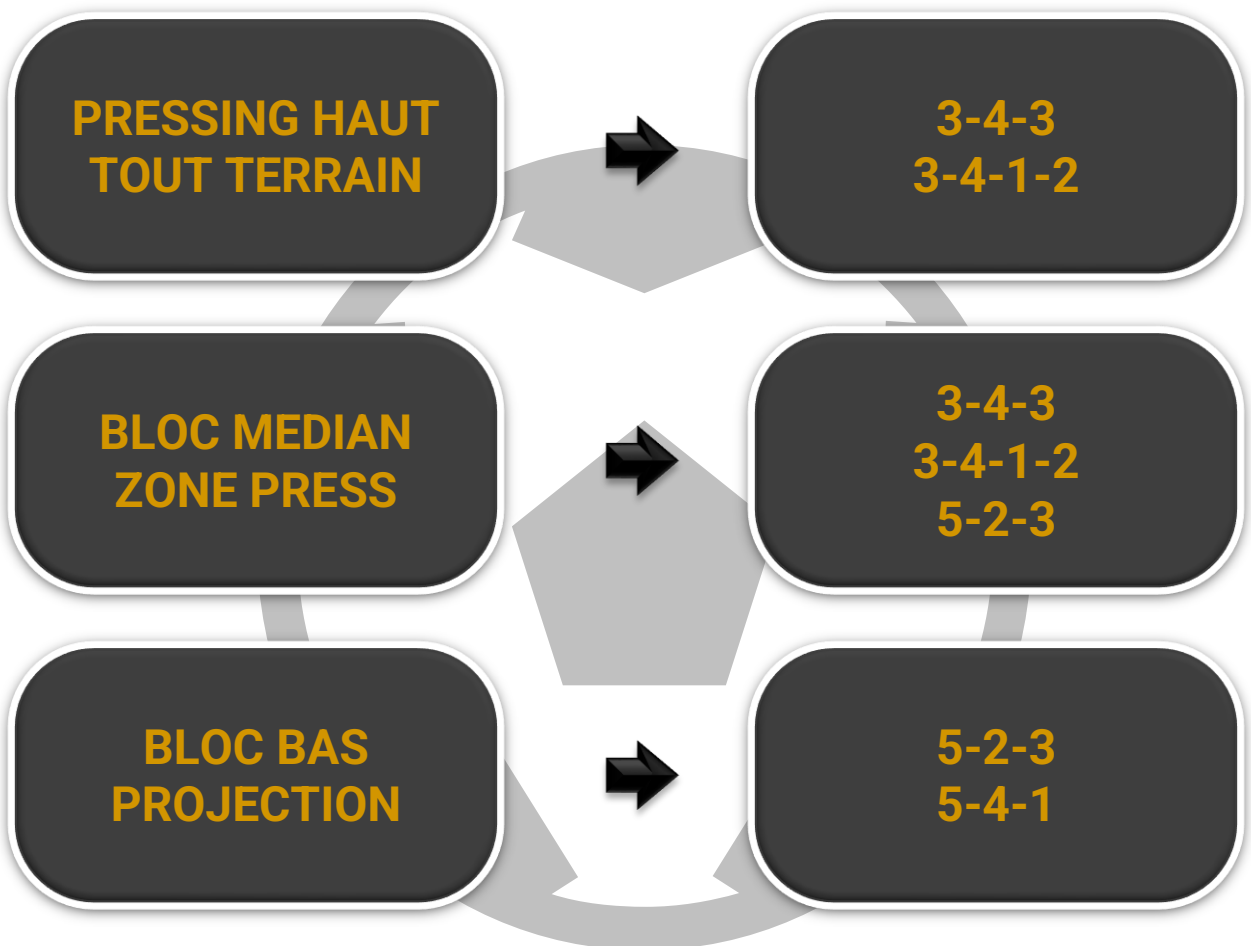 PRESSING HAUT
TOUT TERRAIN
3-4-3
3-4-1-2
BLOC MEDIAN
ZONE PRESS
3-4-3
3-4-1-2
5-2-3
BLOC BAS
PROJECTION
5-2-3
5-4-1